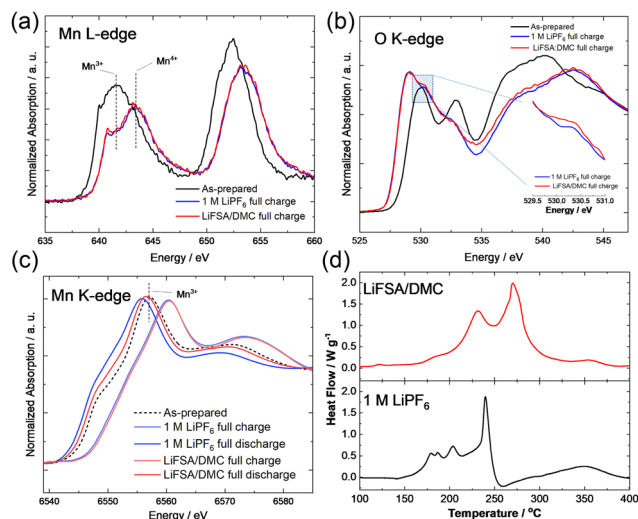 (a)
Mn L-edge
Mn3+
Mn4+
As-prepared
1 M LiPF6 full charge
LiFSA/DMC full charge
Normalized Absorption / a. u.
635 640 645 650 655 660
Energy / eV
(b)
As-prepared
1 M LiPF6 full charge
LiFSA:DMC full charge
O K-edge
1 M LiPF6 full charge
LiFSA/DMC full charge
529.5 530.0 530.5 531.0
Energy / eV
Normalized Absorption / a. u.
525 530 535 540 545
Energy / eV
(c)
Mn K-edge
Mn3+
As-prepared
1 M LiPF6 full charge
1 M LiPF6 full discharge
LiFSA/DMC full charge
LiFSA/DMC full discharge
Normalized Absorption / a. u.
6540 6550 6560 6570 6580
Energy / eV
(d)
LiFSA/DMC
2.0
1.5
1.0
0.5
0.0
1 M LiPF6
2.0
1.5
1.0
0.5
0.0
Heat Flow / W g-1
100 150 200 250 300 350 400
Temperature / oC